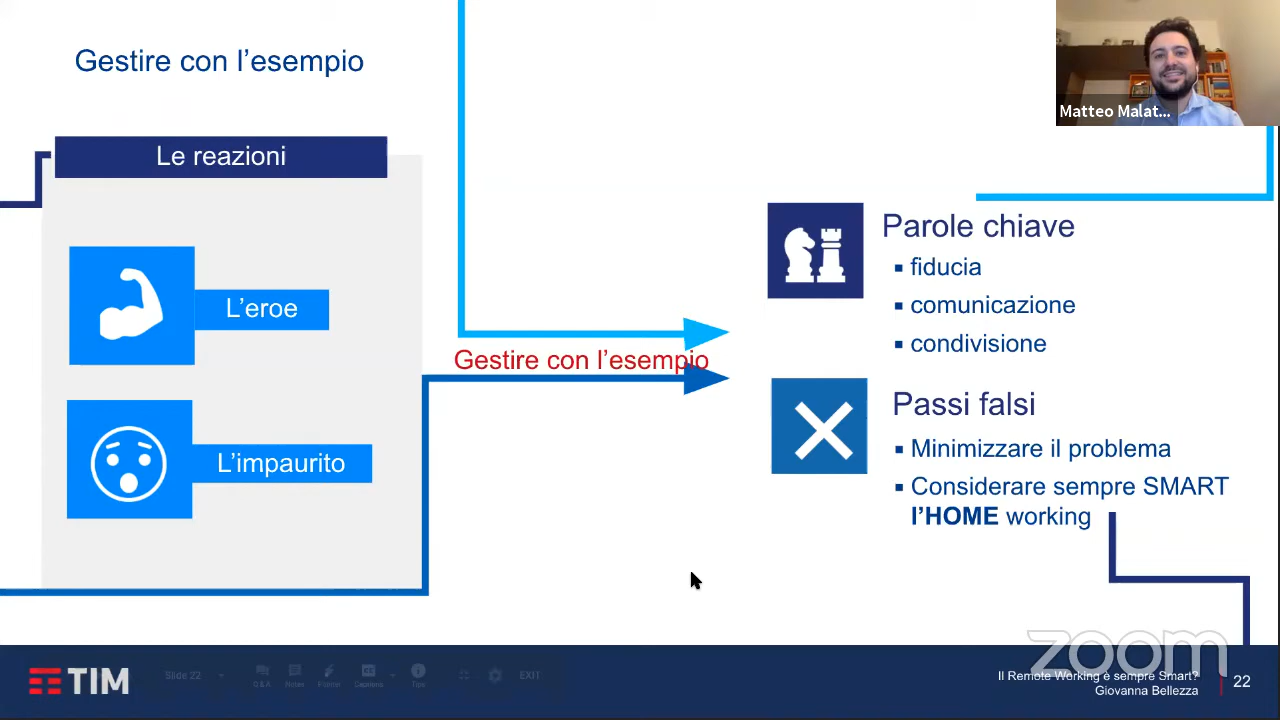 Gestire con l'esempio
Matteo Malat...
Le reazioni
L'eroe
L'impaurito
Gestire con l'esempio
Parole chiave
fiducia
comunicazione
condivisione
Passi falsi
Minimizzare il problema
Considerare sempre SMART
l'HOME working
zoom
TIM
Slide 22
Q & A
Notes
Pointer
Captions
Tips
EXIT
Il Remote Working è sempre Smart?
Giovanna Bellezza
22